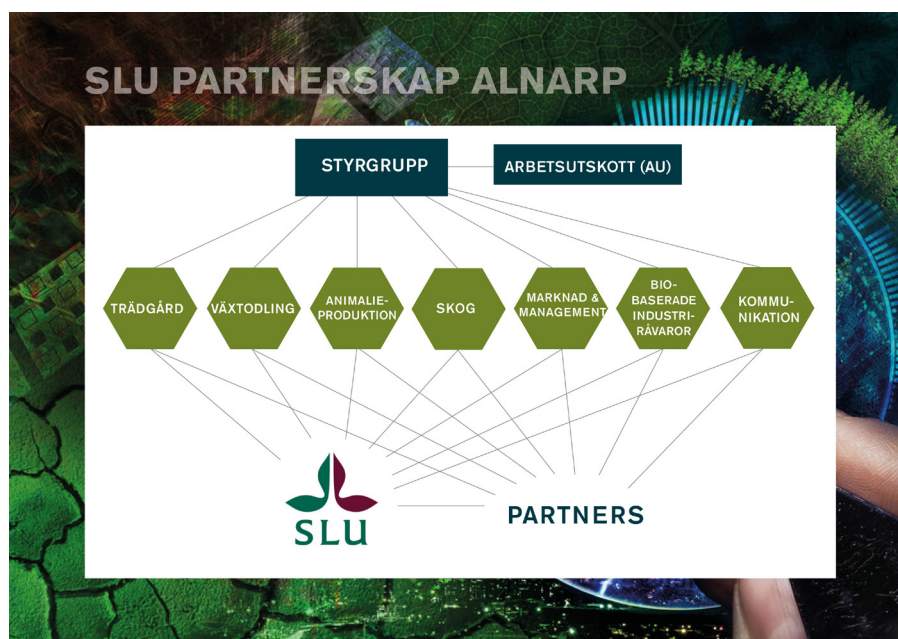 SLU PARTNERSKAP ALNARP
STYRGRUPP
ARBETSUTSKOTT (AU)
TRÄDGÅRD
VÄXTODLING
ANIMALIE-
PRODUKTION
SKOG
MARKNAD &
MANAGEMENT
BIO-
BASERADE
INDUSTRI-
RÅVAROR
KOMMU-
NIKATION
SLU
PARTNERS